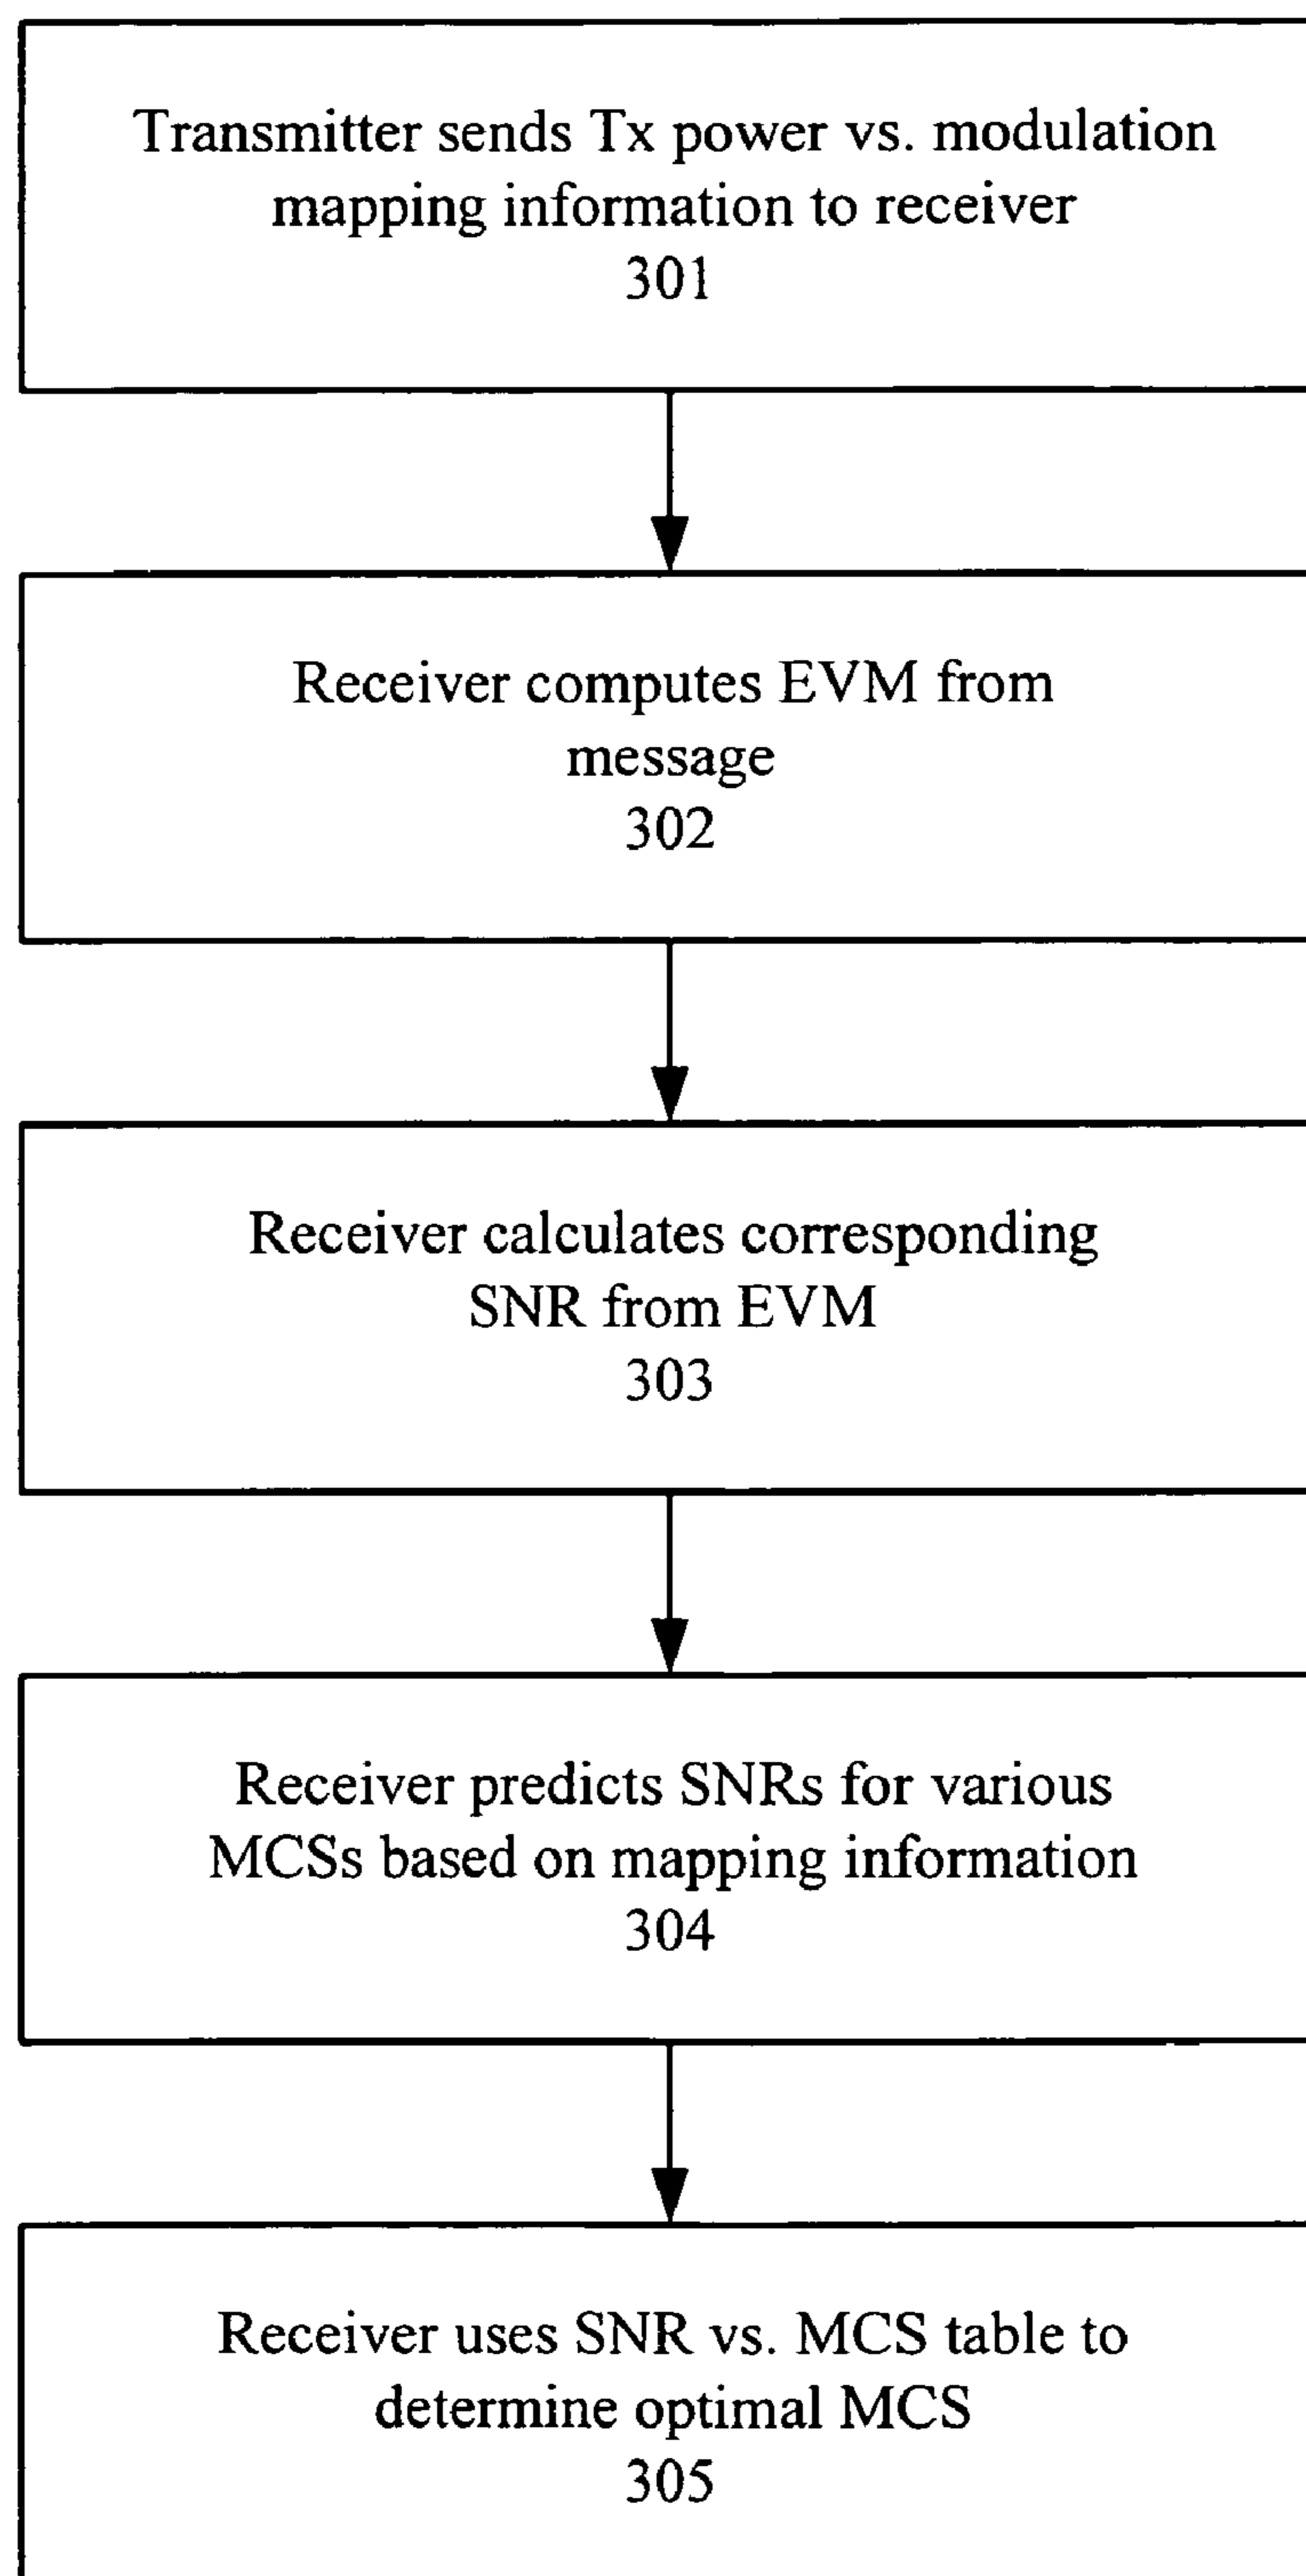 Transmitter sends Tx power vs. modulation
mapping information to receiver
301
Receiver computes EVM from
message
302
Receiver calculates corresponding
SNR from EVM
303
Receiver predicts SNRs for various
MCSs based on mapping information
304
Receiver uses SNR vs. MCS table to
determine optimal MCS
305